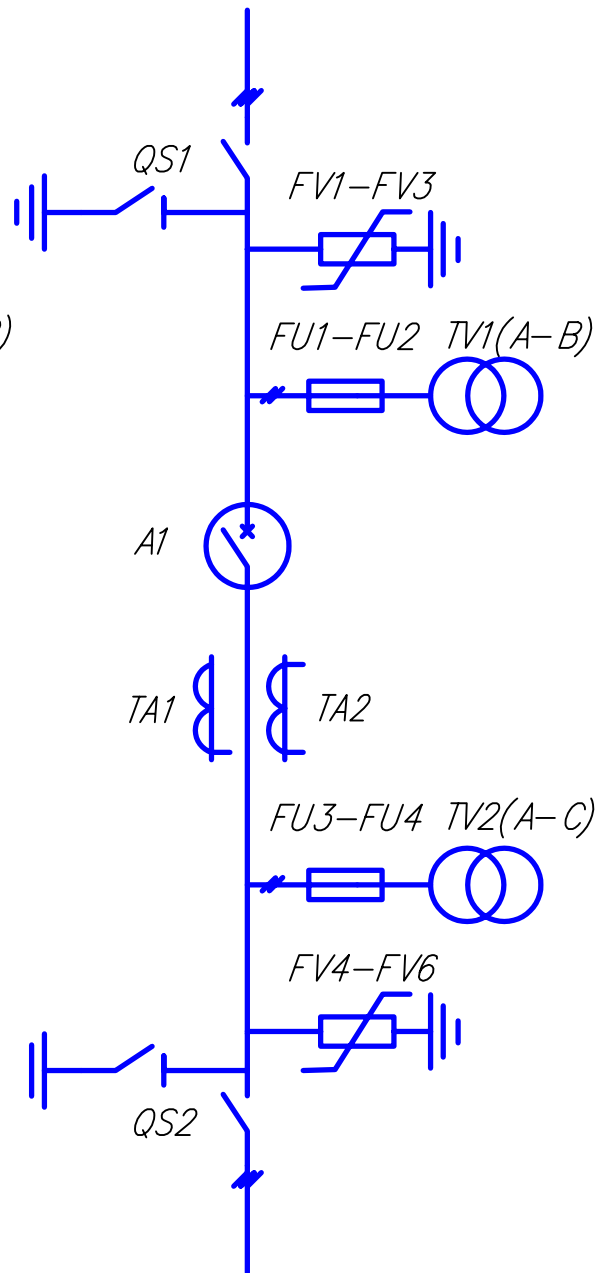 QS1
FV1-FV3
)
FU1-FU2
TV1(A-B)
A1
TA1
TA2
FU3-FU4
TV2(A-C)
FV4-FV6
QS2